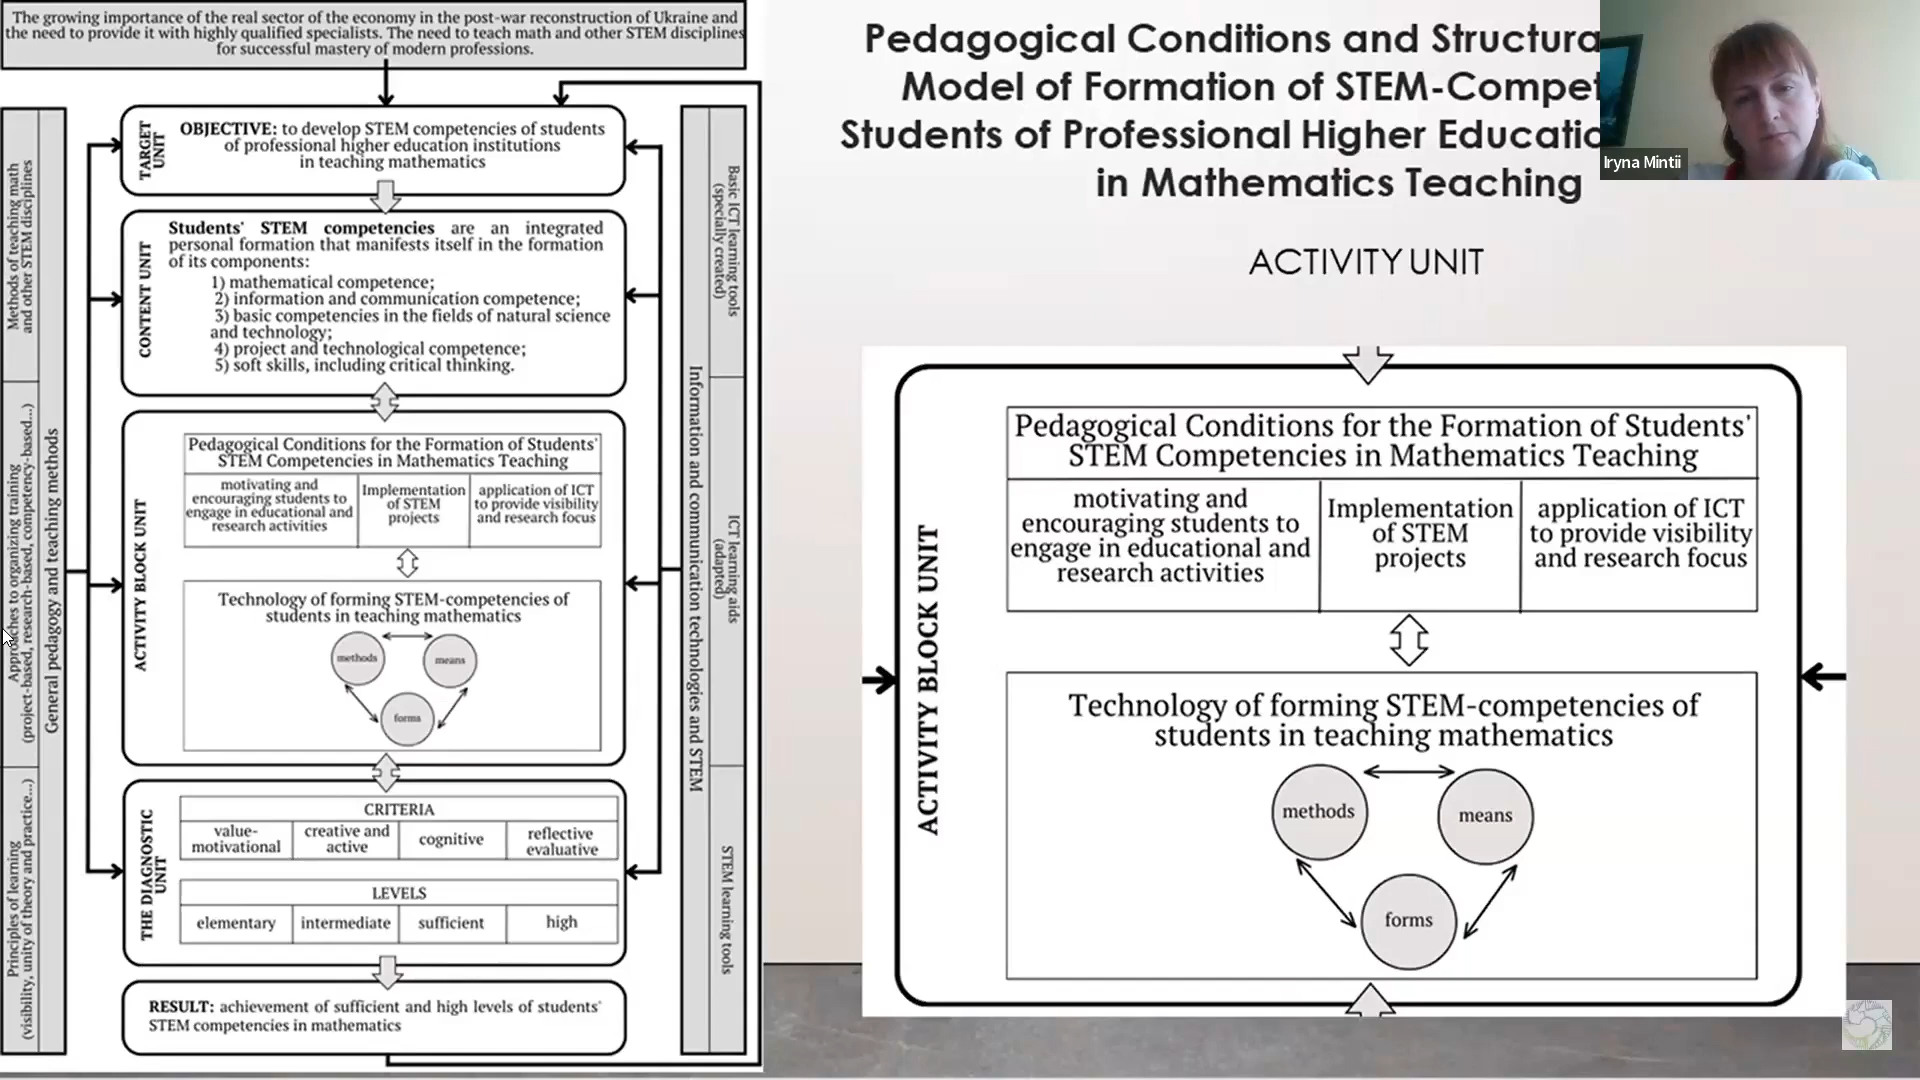 The growing importance of the real sector of the economy in the post-war reconstruction of Ukraine and
the need to provide it with highly qualified specialists. The need to teach math and other STEM disciplines
for successful mastery of modern professions.
Methods of teaching math
and other STEM disciplines
Approaches to organizing training
(project-based, research-based, competency-based...)
Principles of learning
(visibility, unity of theory and practice...)
General pedagogy and teaching methods
TARGET
UNIT
OBJECTIVE: to develop STEM competencies of students
of professional higher education institutions
in teaching mathematics
CONTENT UNIT
Students' STEM competencies are an integrated
personal formation that manifests itself in the formation
of its components:
1) mathematical competence;
2) information and communication competence;
3) basic competencies in the fields of natural science
and technology;
4) project and technological competence;
5) soft skills, including critical thinking.
ACTIVITY BLOCK UNIT
Pedagogical Conditions for the Formation of Students'
STEM Competencies in Mathematics Teaching
motivating and
encouraging students to
engage in educational and
research activities
Implementation
of STEM
projects
application of ICT
to provide visibility
and research focus
Technology of forming STEM-competencies of
students in teaching mathematics
methods
means
forms
THE DIAGNOSTIC
UNIT
CRITERIA
value-
motivational
creative and
active
cognitive
reflective
evaluative
LEVELS
elementary
intermediate
sufficient
high
RESULT: achievement of sufficient and high levels of students'
STEM competencies in mathematics
Information and communication technologies and STEM
Basic ICT learning tools
(specially created)
ICT learning aids
(adapted)
STEM learning tools
Pedagogical Conditions and Structura
Model of Formation of STEM-Compet
Students of Professional Higher Educatio
in Mathematics Teaching
ACTIVITY UNIT
ACTIVITY BLOCK UNIT
Pedagogical Conditions for the Formation of Students'
STEM Competencies in Mathematics Teaching
motivating and
encouraging students to
engage in educational and
research activities
Implementation
of STEM
projects
application of ICT
to provide visibility
and research focus
Technology of forming STEM-competencies of
students in teaching mathematics
methods
means
forms
Iryna Mintii